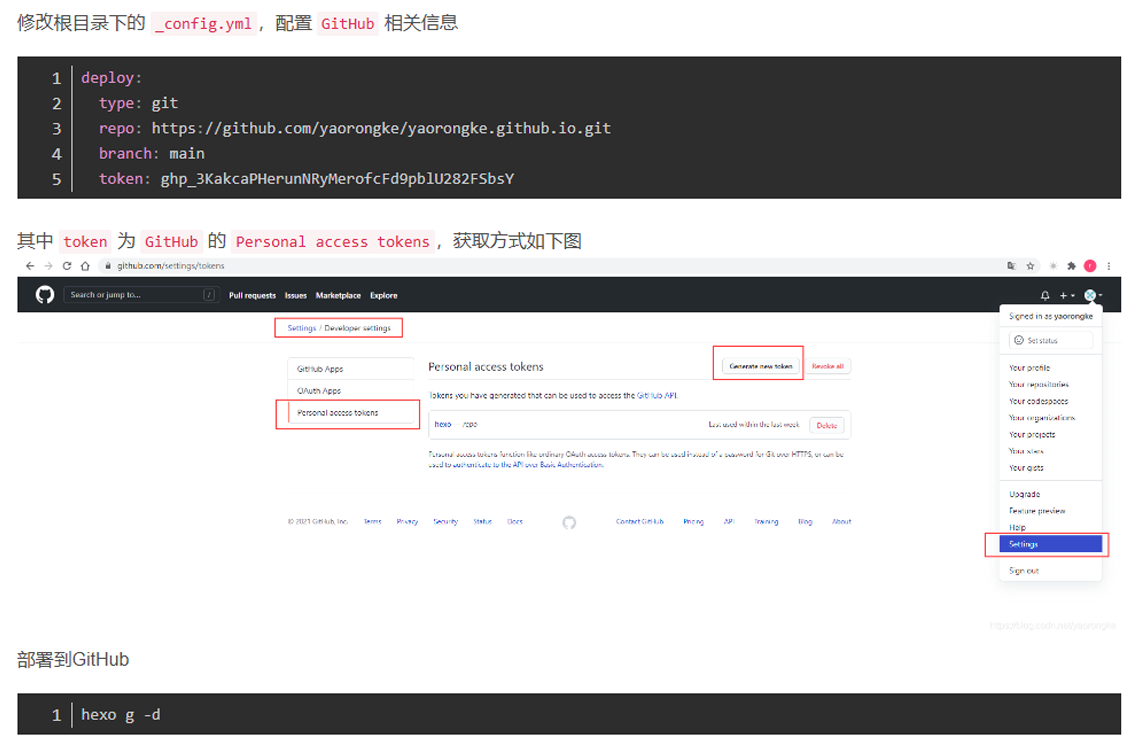 修改根目录下的 _config.yml，配置 GitHub 相关信息
1 deploy:
2 type: git
3 repo: https://github.com/yaorongke/yaorongke.github.io.git
4 branch: main
5 token: ghp_3KakcaPHerunNRyMerofcFd9pblU282FSbsY
其中 token 为 GitHub 的 Personal access tokens，获取方式如下图
github.com/settings/tokens
Search or jump to... / Pull requests Issues Marketplace Explore
Signed in as yaorongke
Settings / Developer settings
Set status
GitHub Apps
Personal access tokens Generate new token Revoke all
Your profile
Your repositories
OAuth Apps
Tokens you have generated that can be used to access the GitHub API.
Your codespaces
Personal access tokens
Your organizations
hexo — repo Last used within the last week Delete
Your projects
Your stars
Personal access tokens function like ordinary OAuth access tokens. They can be used instead of a password for Git over HTTPS, or can be
used to authenticate to the API over Basic Authentication.
Your gists
Upgrade
Feature preview
© 2021 GitHub, Inc. Terms Privacy Security Status Docs Contact GitHub Pricing API Training Blog About
Help
Settings
Sign out
https://blog.csdn.net/yaorongke
部署到GitHub
1 hexo g -d